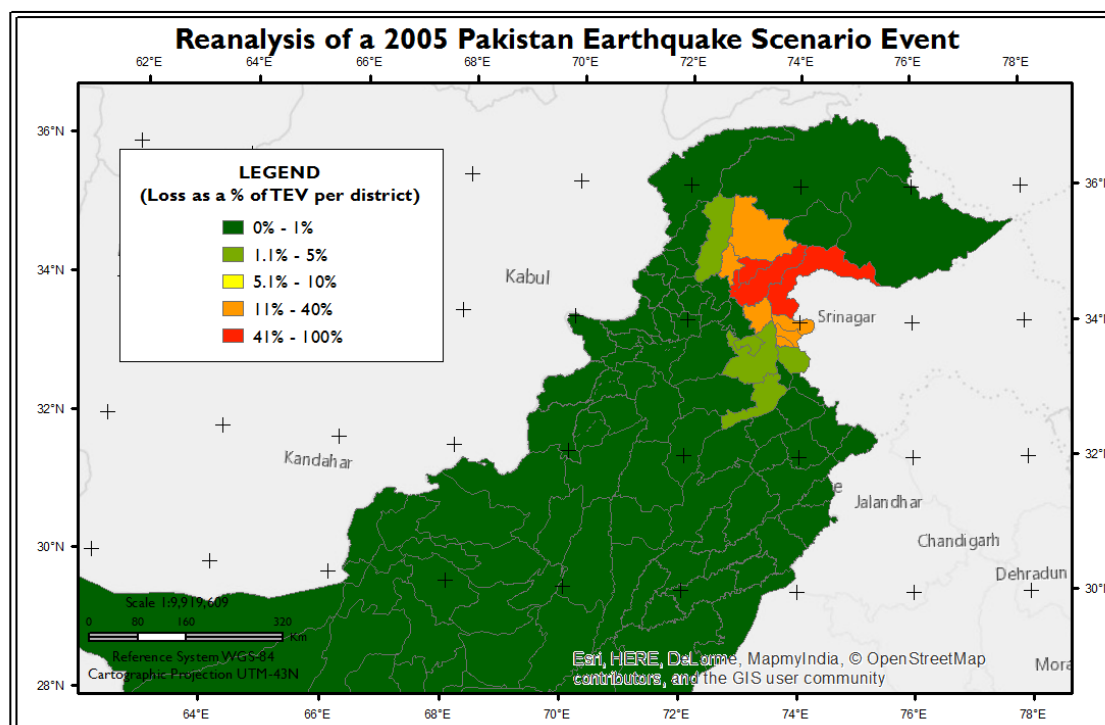 Reanalysis of a 2005 Pakistan Earthquake Scenario Event
62°E 64°E 66°E 68°E 70°E 72°E 74°E 76°E 78°E
36°N
36°N
LEGEND
(Loss as a % of TEV per district)
0% - 1%
1.1% - 5%
5.1% - 10%
11% - 40%
41% - 100%
34°N
Kabul
Srinagar
34°N
32°N
32°N
Kandahar
e
Jalandhar
Chandigarh
30°N
Dehradun
30°N
Scale 1:9,919,609
0 80 160 320
Km
Reference System WGS-84
Cartographic Projection UTM-43N
Esri, HERE, DeLorme, MapmyIndia, © OpenStreetMap
contributors, and the GIS user community
Mora
28°N
28°N
64°E 66°E 68°E 70°E 72°E 74°E 76°E 78°E